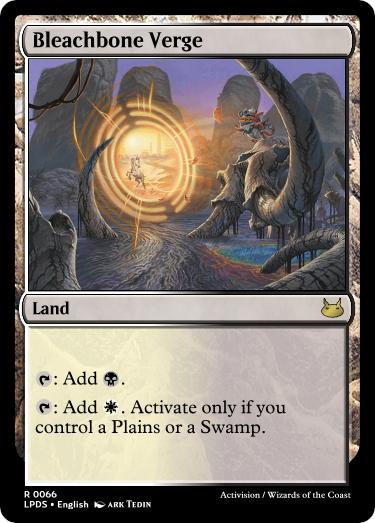 Bleachbone Verge
Land
: Add .
: Add . Activate only if you
control a Plains or a Swamp.
R 0066
LPDS • English ARK TEDIN
Activision / Wizards of the Coast